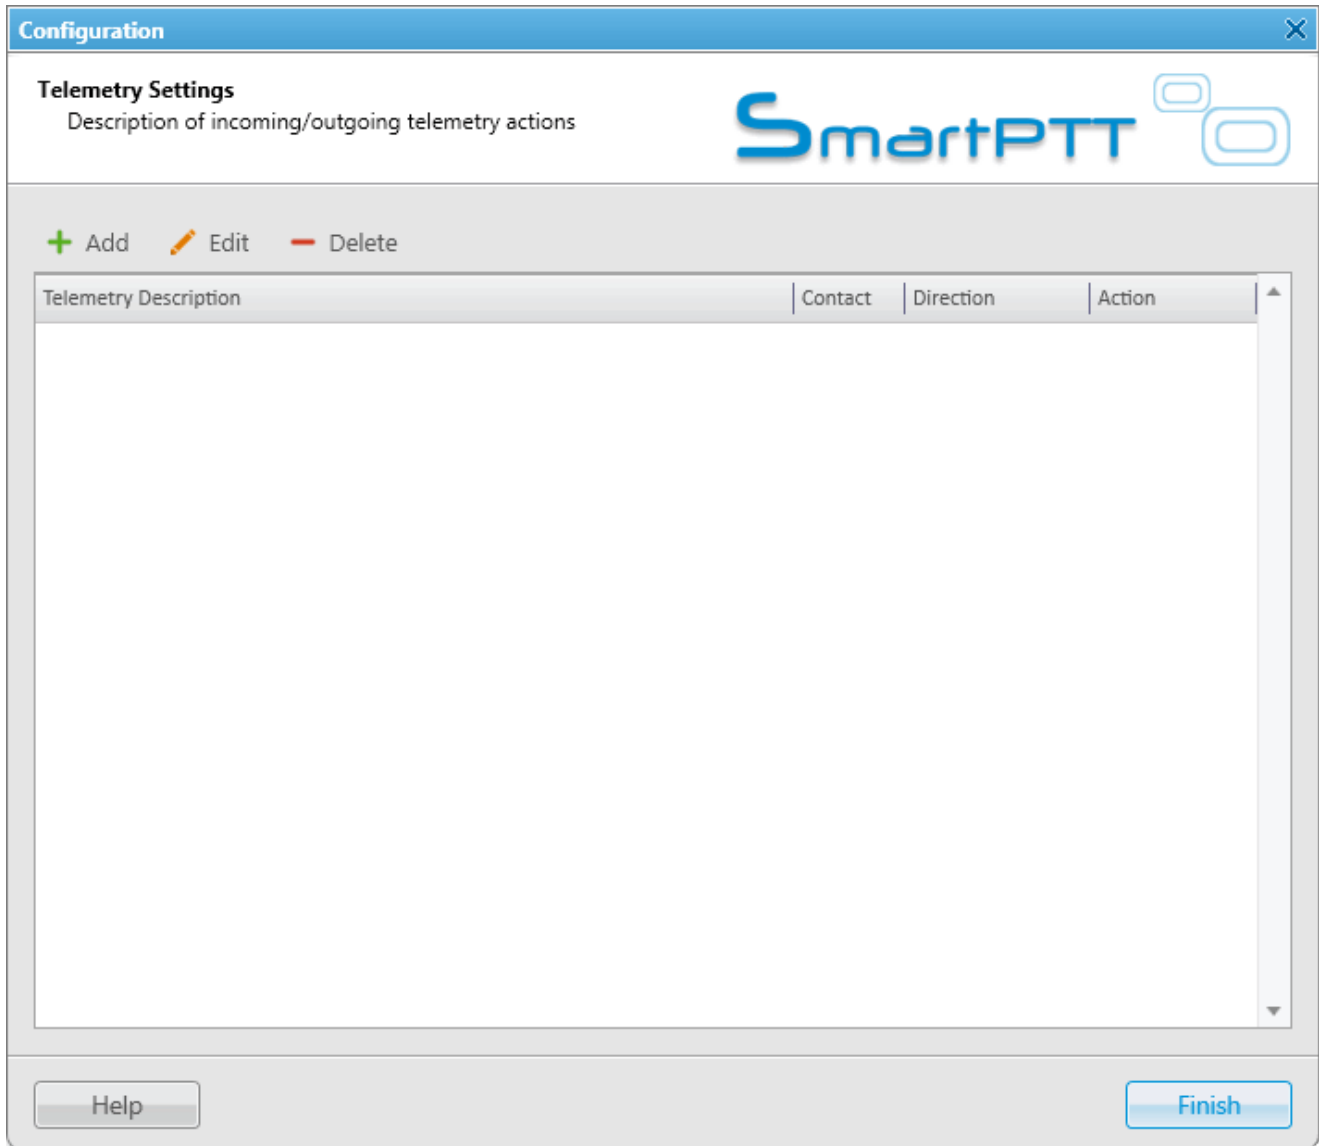 Configuration
Telemetry Settings
Description of incoming/outgoing telemetry actions
SmartPTT
Add Edit Delete
Telemetry Description Contact Direction Action
Help Finish